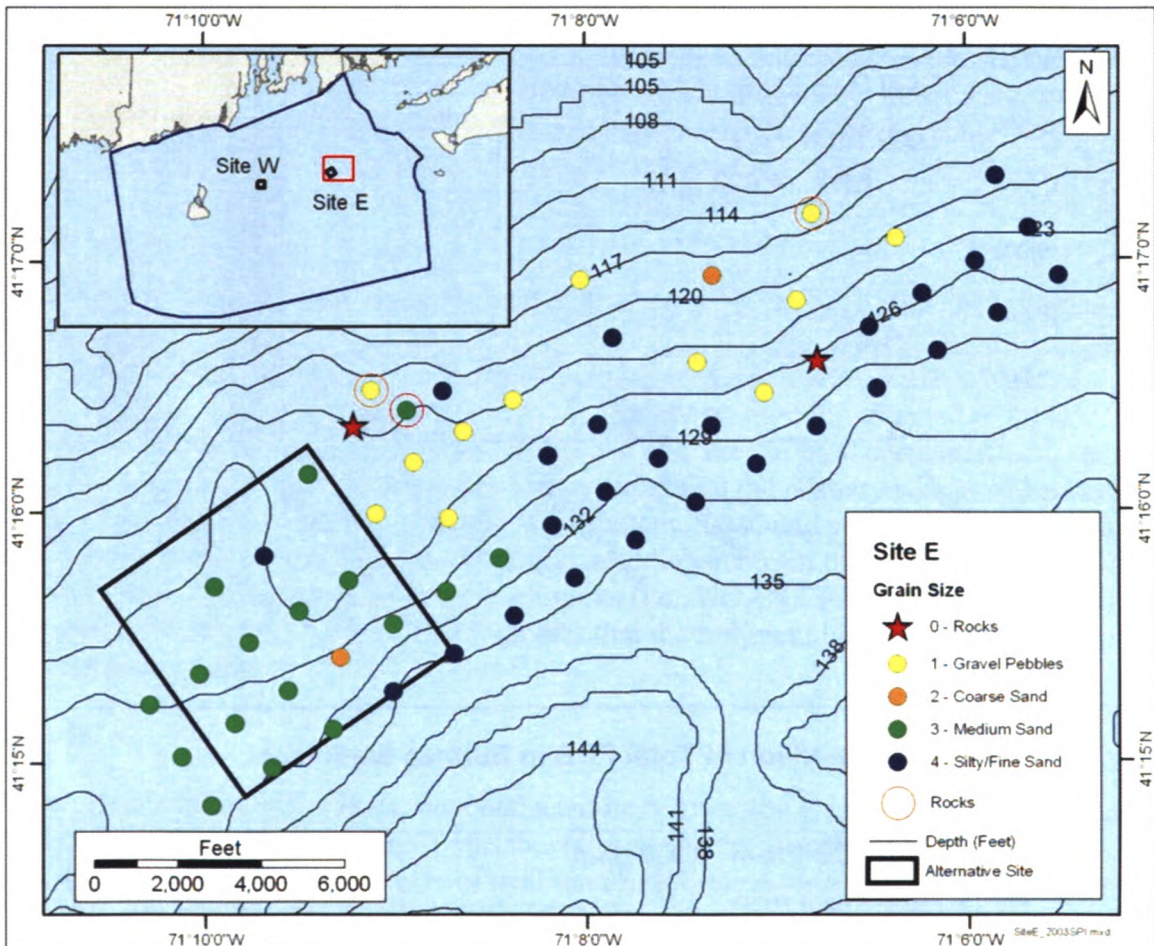 71°10'0"W
71°8'0"W
71°6'0"W
N
105
105
108
111
114
117
120
23
126
129
132
135
138
144
141
138
Site W
Site E
41°17'0"N
41°16'0"N
41°15'N
41°17'0"N
41°16'0"N
41°15'N
Site E
Grain Size
0 - Rocks
1 - Gravel Pebbles
2 - Coarse Sand
3 - Medium Sand
4 - Silty/Fine Sand
Rocks
Depth (Feet)
Alternative Site
Feet
0 2,000 4,000 6,000
71°10'0"W
71°8'0"W
71°6'0"W
SiteE_2003SPI.mxd